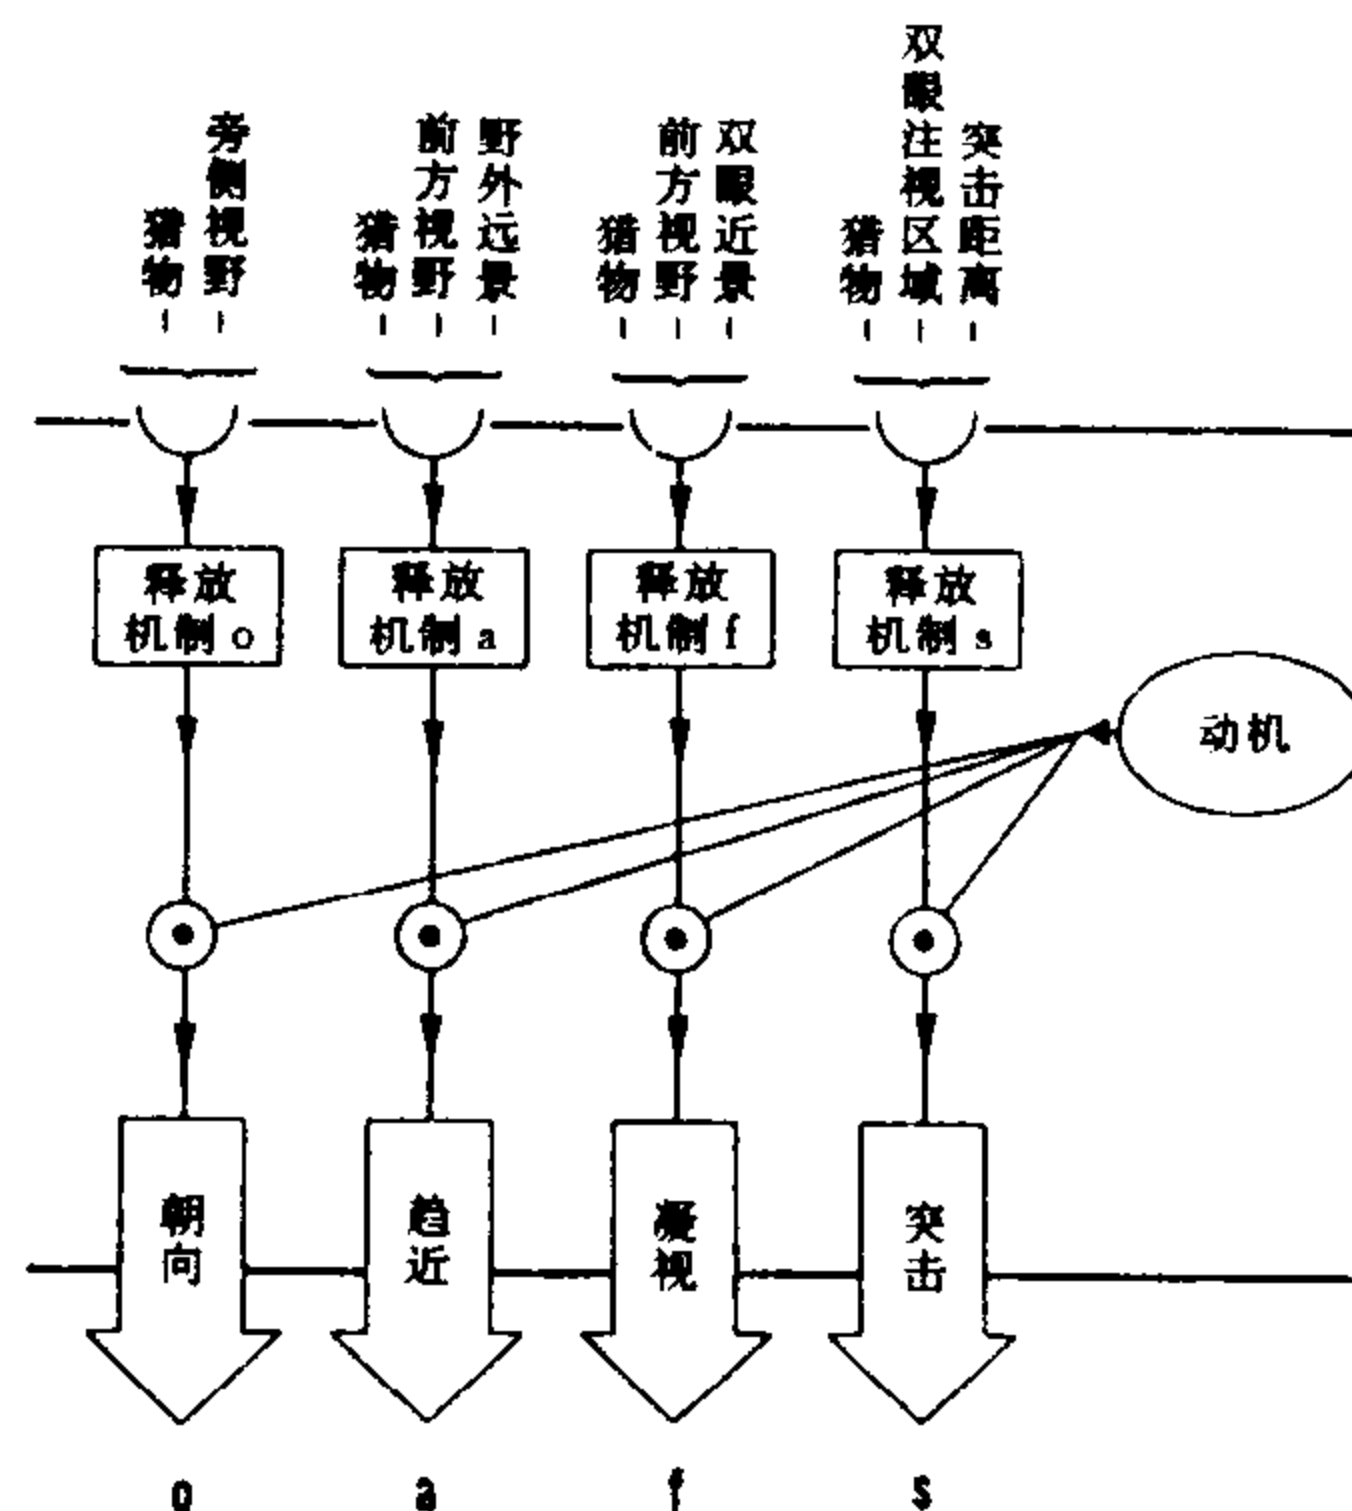 猎物
旁侧视野
猎物
前方视野
野外远景
猎物
前方视野
双眼近景
猎物
双眼注视区域
突击距离
释放
机制 o
释放
机制 a
释放
机制 f
释放
机制 s
动机
朝向
趋近
凝视
突击
o
a
f
s